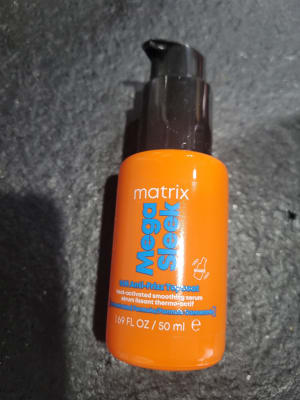 matrix
Mega
Sleek
heat-activated smoothing serum
sérum lissant thermo-actif
1.69 FL OZ / 50 ml e